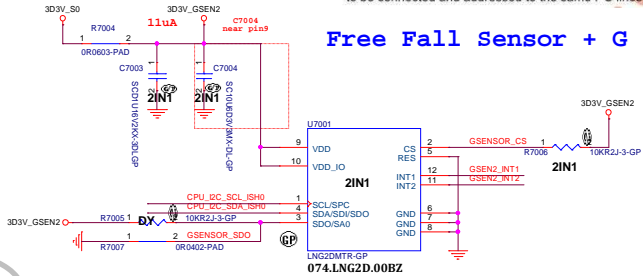 3D3V_S0
3D3V_GSEN2
11uA
C7004
near pin9
R7004
1
2
0R0603-PAD
Free Fall Sensor + G
C7003
SCD1U16V2KX-3DLGP
2IN1
C7004
SC10U6D3V3MX-DL-GP
2IN1
3D3V_GSEN2
U7001
9
VDD
10
VDD_IO
2IN1
CS
2
GSENSOR_CS
1
2IN1
R7006
10KR2J-3-GP
RES
5
INT1
12
GSEN2_INT1
INT2
11
GSEN2_INT2
CPU_I2C_SCL_ISH0
1
SCL/SPC
CPU_I2C_SDA_ISH0
4
SDA/SDI/SDO
3
SDO/SA0
GND
6
GND
7
GND
8
3D3V_GSEN2
R7005
1
DY
10KR2J-3-GP
GSENSOR_SDO
R7007
1
2
0R0402-PAD
GP
LNG2DMTR-GP
074.LNG2D.00BZ